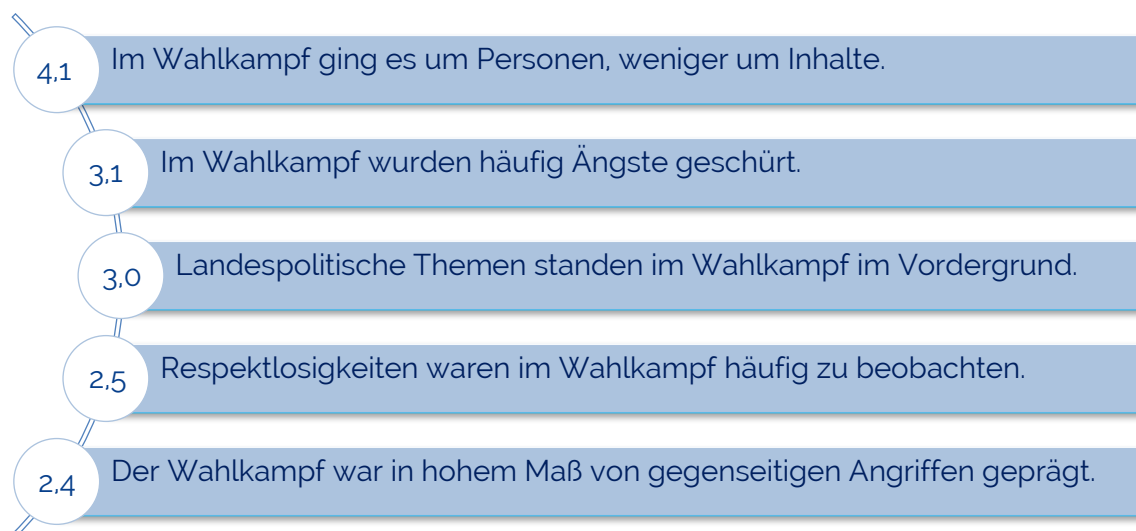 4,1 Im Wahlkampf ging es um Personen, weniger um Inhalte.
3,1 Im Wahlkampf wurden häufig Ängste geschürt.
3,0 Landespolitische Themen standen im Wahlkampf im Vordergrund.
2,5 Respektlosigkeiten waren im Wahlkampf häufig zu beobachten.
2,4 Der Wahlkampf war in hohem Maß von gegenseitigen Angriffen geprägt.